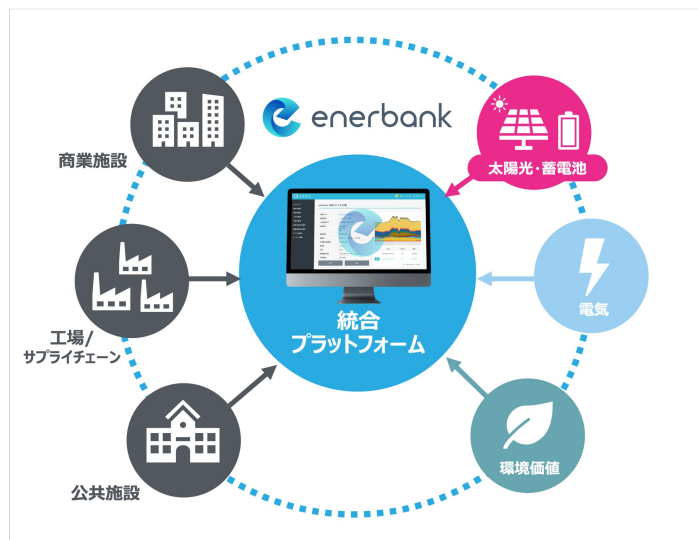 enerbank
商業施設
太陽光・蓄電池
統合
プラットフォーム
工場/
サプライチェーン
電気
公共施設
環境価値